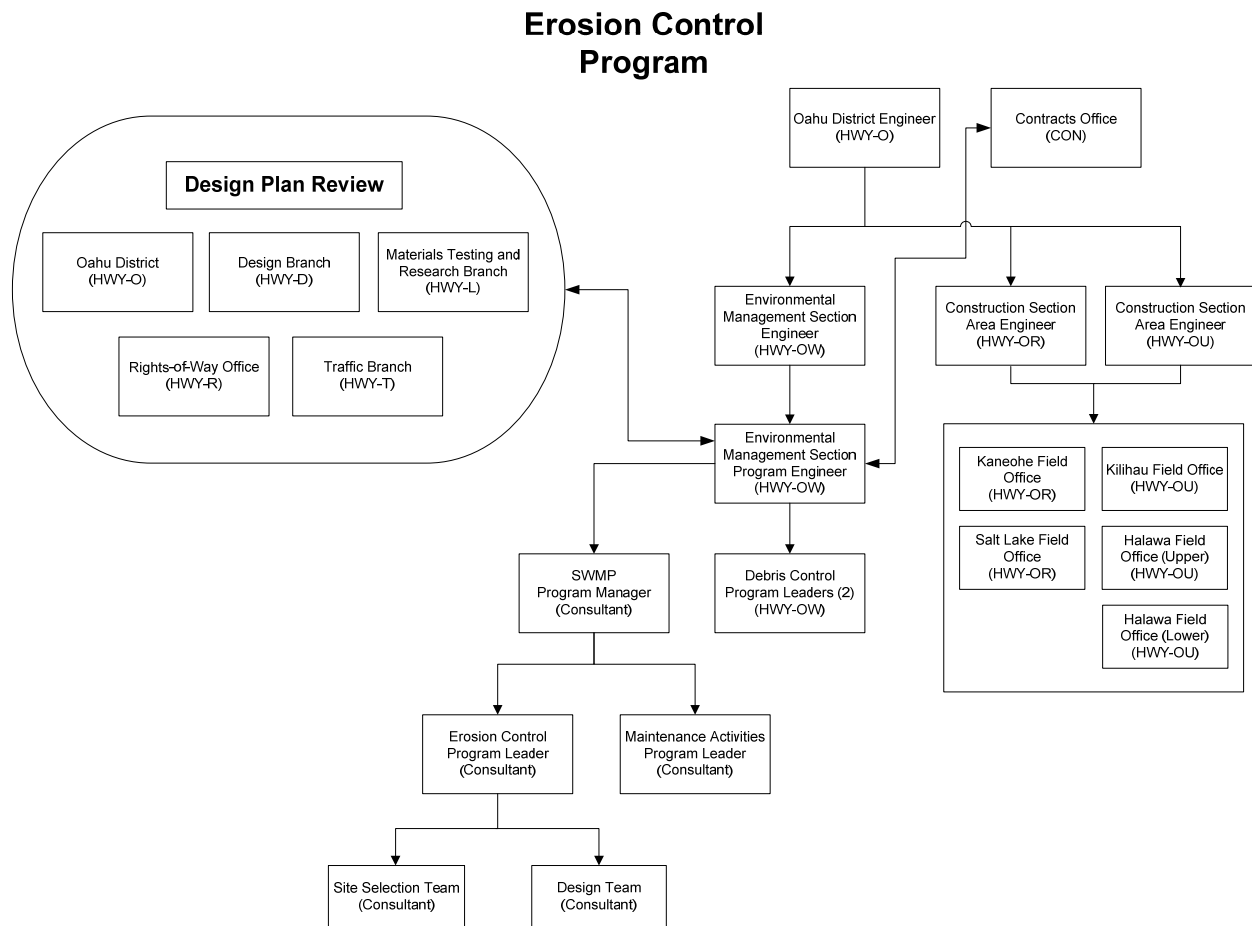 Erosion Control
Program
Oahu District Engineer
(HWY-O)
Contracts Office
(CON)
Design Plan Review
Oahu District
(HWY-O)
Design Branch
(HWY-D)
Materials Testing and
Research Branch
(HWY-L)
Rights-of-Way Office
(HWY-R)
Traffic Branch
(HWY-T)
Environmental
Management Section
Engineer
(HWY-OW)
Construction Section
Area Engineer
(HWY-OR)
Construction Section
Area Engineer
(HWY-OU)
Environmental
Management Section
Program Engineer
(HWY-OW)
Kaneohe Field
Office
(HWY-OR)
Kilihau Field Office
(HWY-OU)
Salt Lake Field
Office
(HWY-OR)
Halawa Field
Office (Upper)
(HWY-OU)
Halawa Field
Office (Lower)
(HWY-OU)
SWMP
Program Manager
(Consultant)
Debris Control
Program Leaders (2)
(HWY-OW)
Erosion Control
Program Leader
(Consultant)
Maintenance Activities
Program Leader
(Consultant)
Site Selection Team
(Consultant)
Design Team
(Consultant)